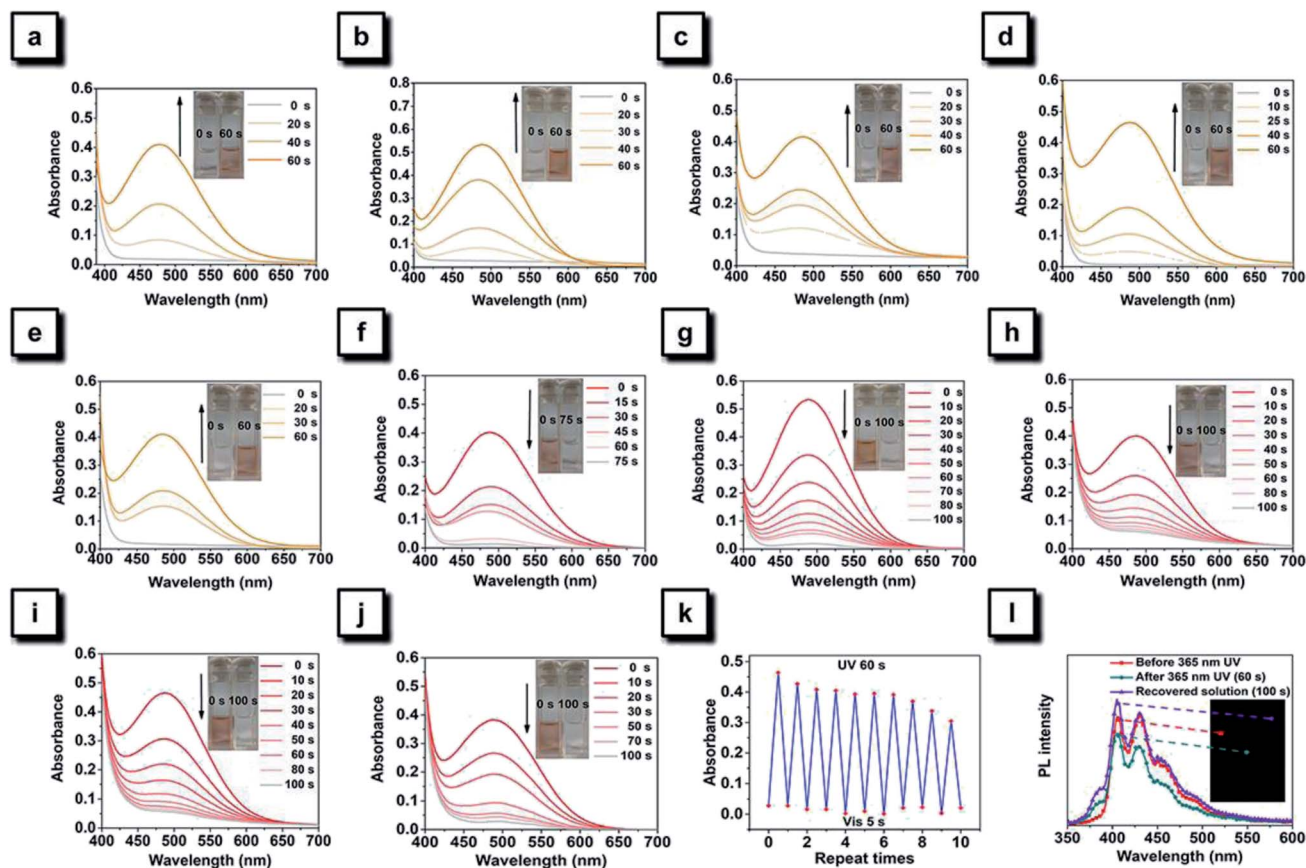 a
0.6
0.5
0.4
0.3
0.2
0.1
0.0
Absorbance
400 450 500 550 600 650 700
Wavelength (nm)
0 s 60 s
0 s
20 s
40 s
60 s
b
0.8
0.7
0.6
0.5
0.4
0.3
0.2
0.1
0.0
Absorbance
400 450 500 550 600 650 700
Wavelength (nm)
0 s 60 s
0 s
20 s
30 s
40 s
60 s
c
0.6
0.5
0.4
0.3
0.2
0.1
0.0
Absorbance
400 450 500 550 600 650 700
Wavelength (nm)
0 s 60 s
0 s
20 s
30 s
40 s
60 s
d
0.6
0.5
0.4
0.3
0.2
0.1
0.0
Absorbance
400 450 500 550 600 650 700
Wavelength (nm)
0 s 60 s
0 s
10 s
25 s
40 s
60 s
e
0.6
0.5
0.4
0.3
0.2
0.1
0.0
Absorbance
400 450 500 550 600 650 700
Wavelength (nm)
0 s 60 s
0 s
20 s
30 s
60 s
f
0.6
0.5
0.4
0.3
0.2
0.1
0.0
Absorbance
400 450 500 550 600 650 700
Wavelength (nm)
0 s 75 s
0 s
15 s
30 s
45 s
60 s
75 s
g
0.6
0.5
0.4
0.3
0.2
0.1
0.0
Absorbance
400 450 500 550 600 650 700
Wavelength (nm)
0 s 100 s
0 s
10 s
20 s
30 s
40 s
50 s
60 s
70 s
80 s
100 s
h
0.6
0.5
0.4
0.3
0.2
0.1
0.0
Absorbance
400 450 500 550 600 650 700
Wavelength (nm)
0 s 100 s
0 s
10 s
20 s
30 s
40 s
50 s
60 s
80 s
100 s
i
0.6
0.5
0.4
0.3
0.2
0.1
0.0
Absorbance
400 450 500 550 600 650 700
Wavelength (nm)
0 s 100 s
0 s
10 s
20 s
30 s
40 s
50 s
60 s
80 s
100 s
j
0.6
0.5
0.4
0.3
0.2
0.1
0.0
Absorbance
400 450 500 550 600 650 700
Wavelength (nm)
0 s 100 s
0 s
10 s
20 s
30 s
50 s
70 s
100 s
k
0.5
0.4
0.3
0.2
0.1
0.0
Absorbance
UV 60 s
Vis 5 s
0 2 4 6 8 10
Repeat times
l
Before 365 nm UV
After 365 nm UV (60 s)
Recovered solution (100 s)
PL intensity
350 400 450 500 550 600
Wavelength (nm)